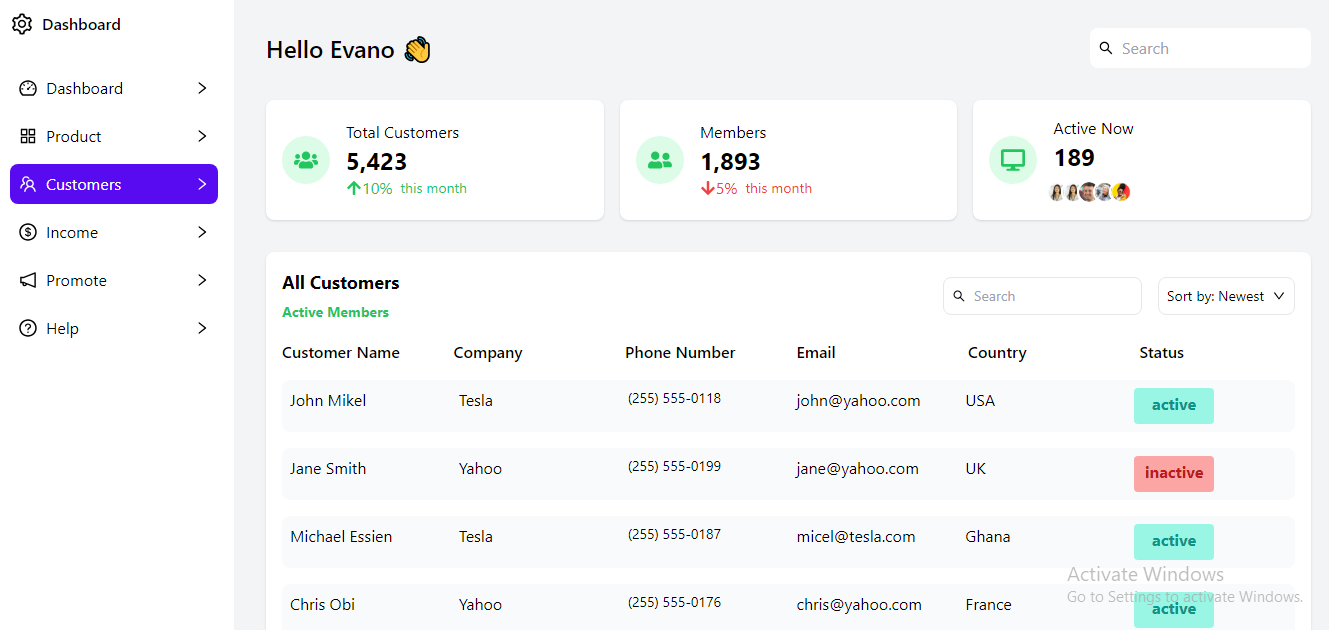 Dashboard
Dashboard
Product
Customers
Income
Promote
Help
Hello Evano 👋
Search
Total Customers
5,423
10% this month
Members
1,893
5% this month
Active Now
189
All Customers
Active Members
Search
Sort by: Newest
Customer Name Company Phone Number Email Country Status
John Mikel Tesla (255) 555-0118 john@yahoo.com USA active
Jane Smith Yahoo (255) 555-0199 jane@yahoo.com UK inactive
Michael Essien Tesla (255) 555-0187 micel@tesla.com Ghana active
Chris Obi Yahoo (255) 555-0176 chris@yahoo.com France active
Activate Windows
Go to Settings to activate Windows.